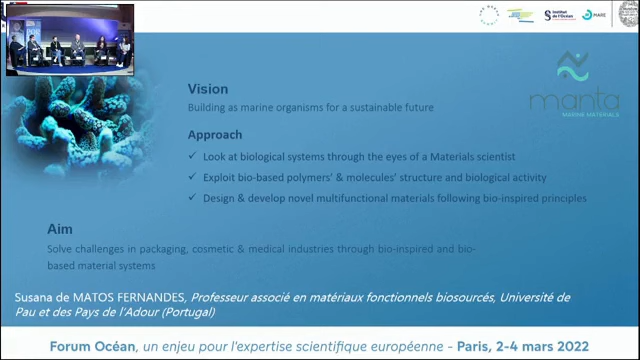 manta
MARINE MATERIALS
Institut
de l'Océan
MARE
Vision
Building as marine organisms for a sustainable future
Approach
✓ Look at biological systems through the eyes of a Materials scientist
✓ Exploit bio-based polymers' & molecules' structure and biological activity
✓ Design & develop novel multifunctional materials following bio-inspired principles
Aim
Solve challenges in packaging, cosmetic & medical industries through bio-inspired and bio-
based material systems
Susana de MATOS FERNANDES, Professeur associé en matériaux fonctionnels biosourcés, Université de
Pau et des Pays de l'Adour (Portugal)
Forum Océan, un enjeu pour l'expertise scientifique européenne - Paris, 2-4 mars 2022